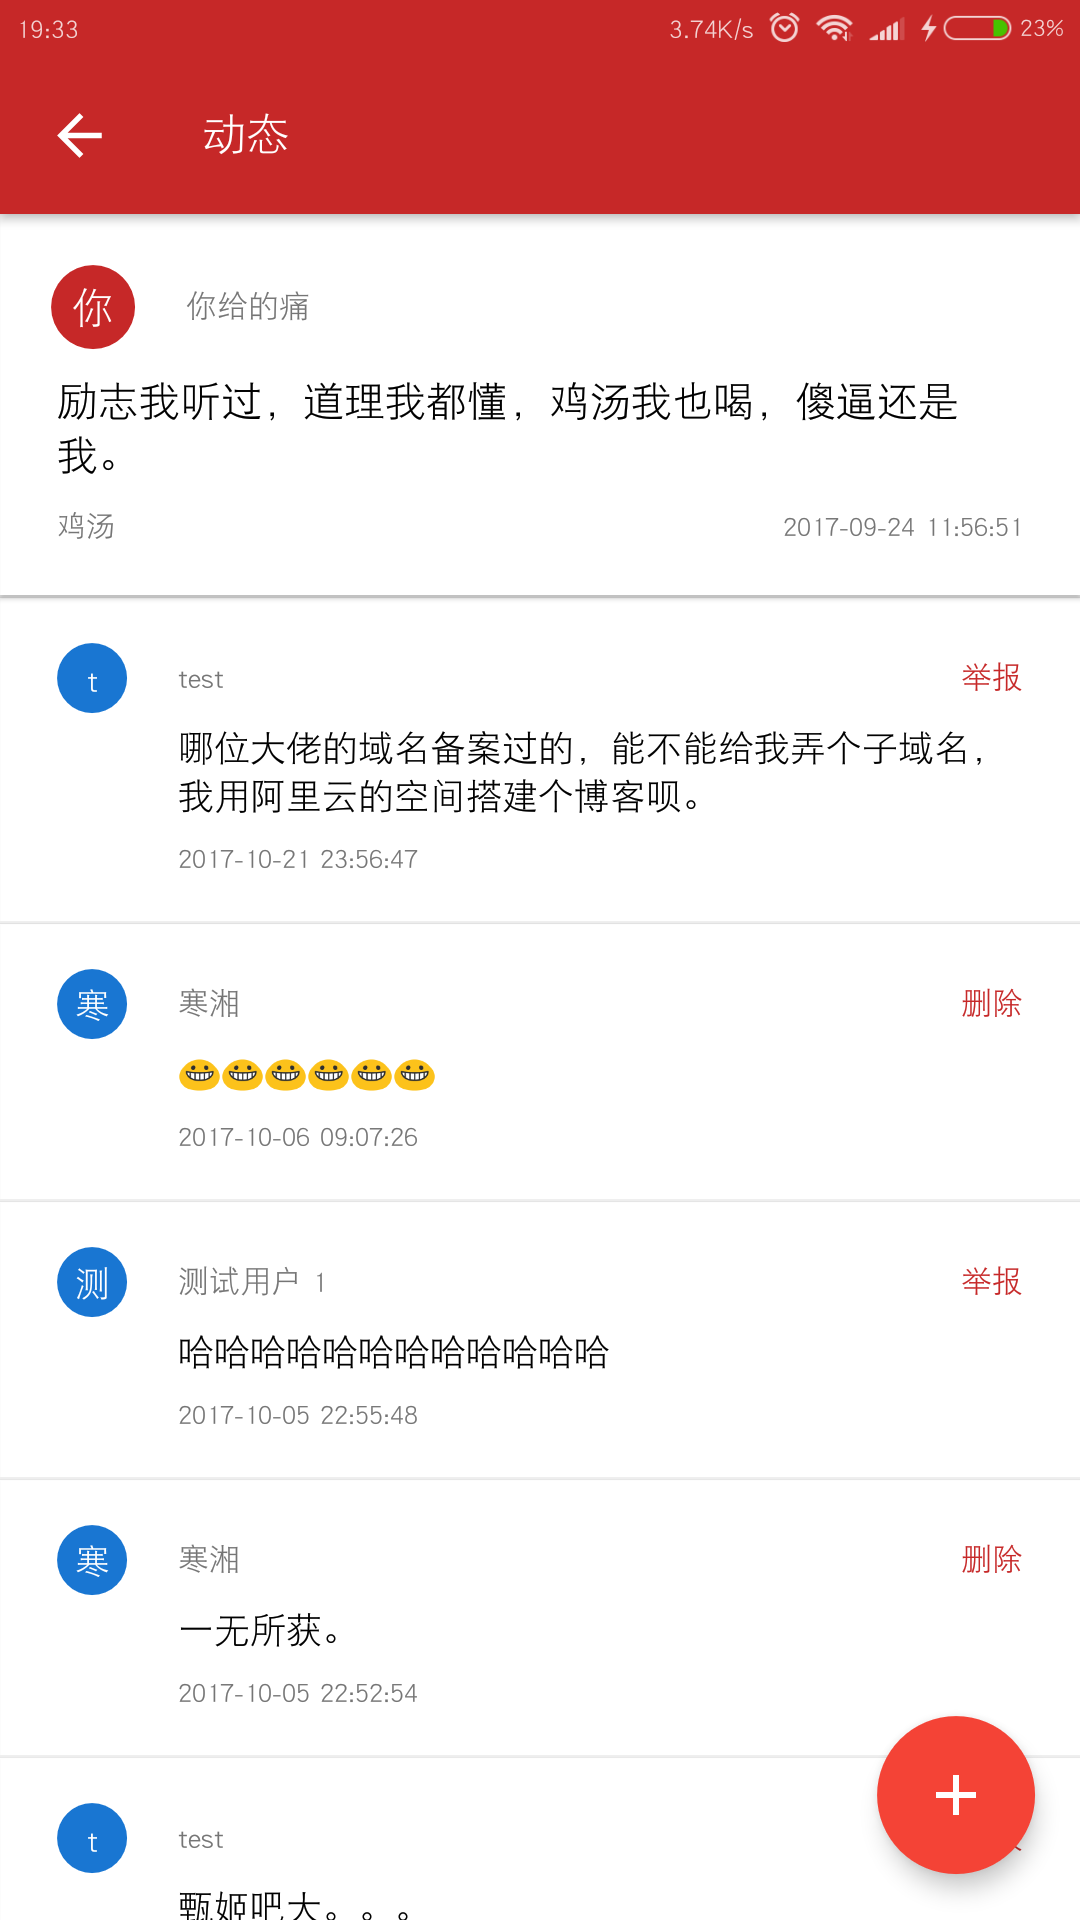 19:33 3.74K/s 23%
动态
你 你给的痛
励志我听过，道理我都懂，鸡汤我也喝，傻逼还是
我。
鸡汤 2017-09-24 11:56:51
t test 举报
哪位大佬的域名备案过的，能不能给我弄个子域名，
我用阿里云的空间搭建个博客呗。
2017-10-21 23:56:47
寒 寒湘 删除
😁😁😁😁😁😁
2017-10-06 09:07:26
测 测试用户 1 举报
哈哈哈哈哈哈哈哈哈哈哈哈
2017-10-05 22:55:48
寒 寒湘 删除
一无所获。
2017-10-05 22:52:54
t test
甄姬吧大。。。